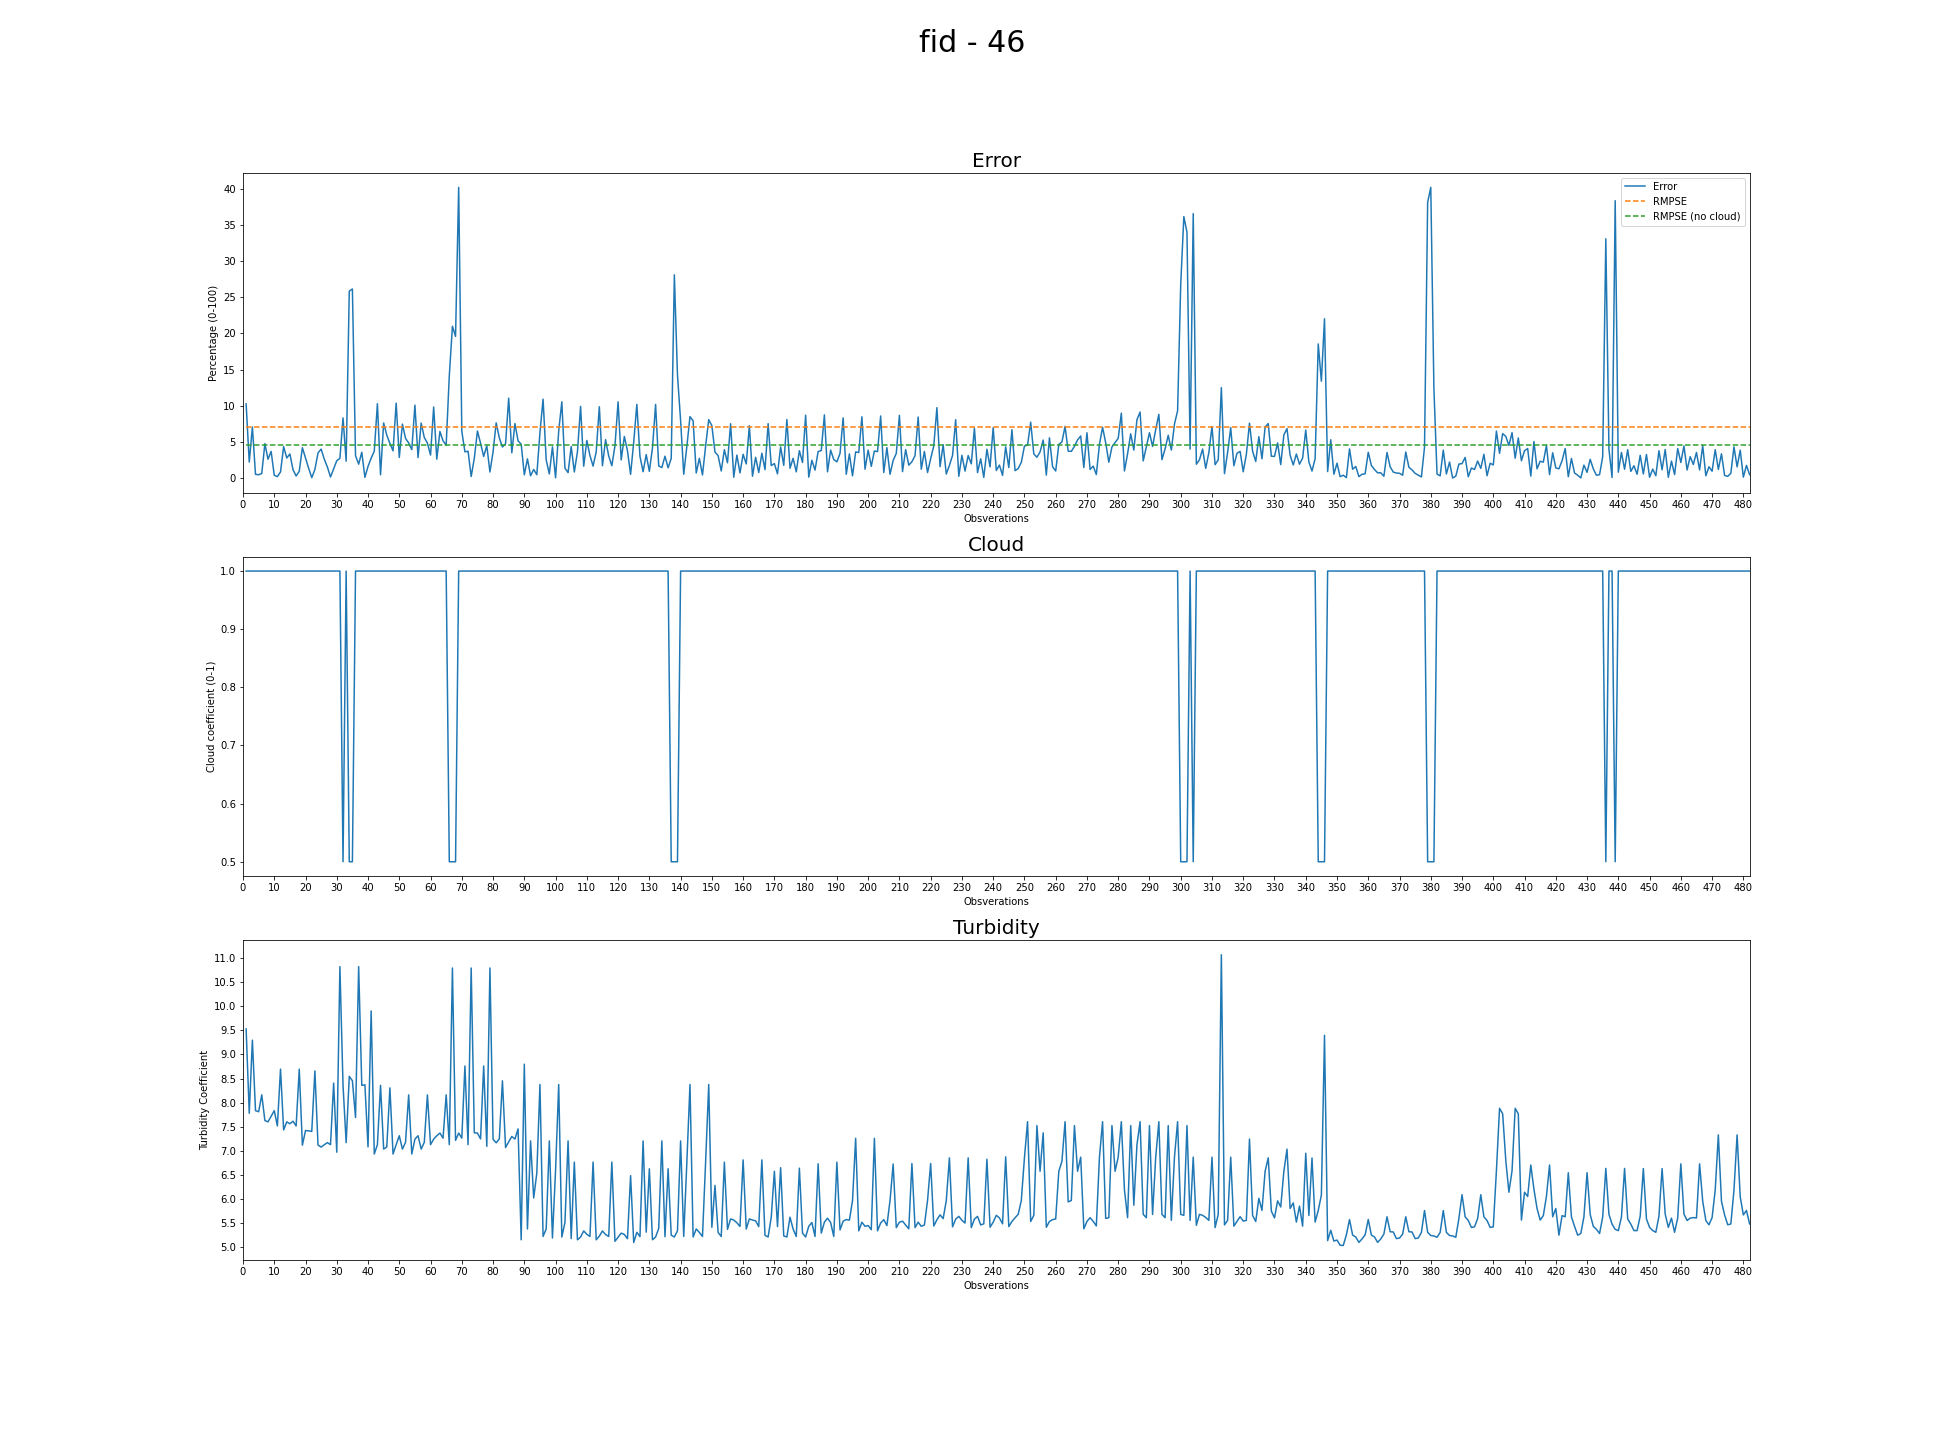 fid - 46
Error
Percentage (0-100)
40
35
30
25
20
15
10
5
0
Error
RMPSE
RMPSE (no cloud)
0 10 20 30 40 50 60 70 80 90 100 110 120 130 140 150 160 170 180 190 200 210 220 230 240 250 260 270 280 290 300 310 320 330 340 350 360 370 380 390 400 410 420 430 440 450 460 470 480
Obsverations
Cloud
Cloud coefficient (0-1)
1.0
0.9
0.8
0.7
0.6
0.5
0 10 20 30 40 50 60 70 80 90 100 110 120 130 140 150 160 170 180 190 200 210 220 230 240 250 260 270 280 290 300 310 320 330 340 350 360 370 380 390 400 410 420 430 440 450 460 470 480
Obsverations
Turbidity
Turbidity Coefficient
11.0
10.5
10.0
9.5
9.0
8.5
8.0
7.5
7.0
6.5
6.0
5.5
5.0
0 10 20 30 40 50 60 70 80 90 100 110 120 130 140 150 160 170 180 190 200 210 220 230 240 250 260 270 280 290 300 310 320 330 340 350 360 370 380 390 400 410 420 430 440 450 460 470 480
Obsverations